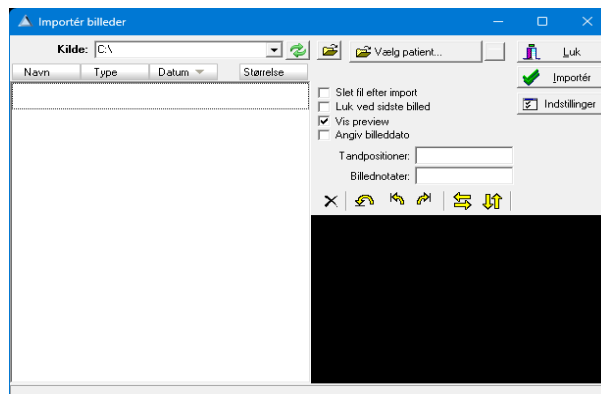 Importér billeder
Kilde: C:\
Vælg patient...
Luk
Navn Type Datum Størrelse
Importér
Slet fil efter import
Indstillinger
Luk ved sidste billed
Vis preview
Angiv billeddato
Tandpositioner:
Billednotater: